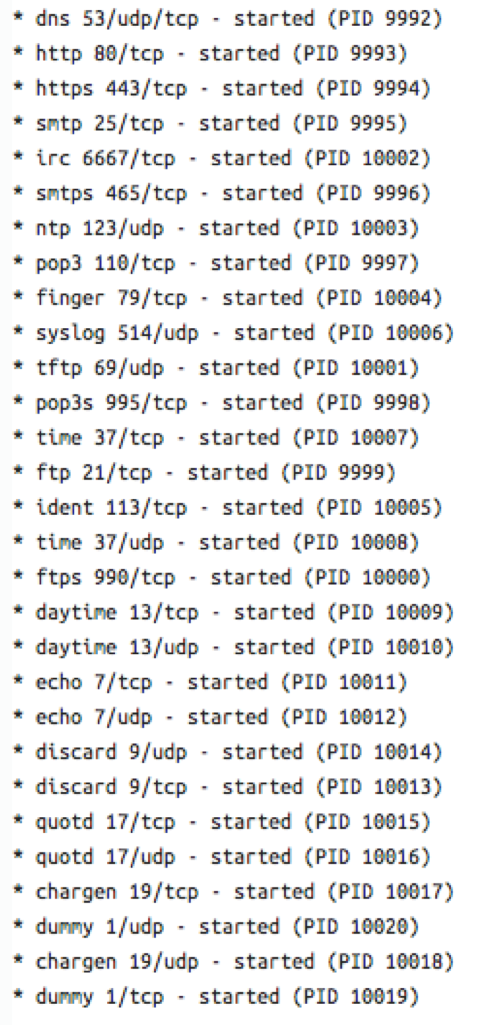 * dns 53/udp/tcp - started (PID 9992)
* http 80/tcp - started (PID 9993)
* https 443/tcp - started (PID 9994)
* smtp 25/tcp - started (PID 9995)
* irc 6667/tcp - started (PID 10002)
* smtps 465/tcp - started (PID 9996)
* ntp 123/udp - started (PID 10003)
* pop3 110/tcp - started (PID 9997)
* finger 79/tcp - started (PID 10004)
* syslog 514/udp - started (PID 10006)
* tftp 69/udp - started (PID 10001)
* pop3s 995/tcp - started (PID 9998)
* time 37/tcp - started (PID 10007)
* ftp 21/tcp - started (PID 9999)
* ident 113/tcp - started (PID 10005)
* time 37/udp - started (PID 10008)
* ftps 990/tcp - started (PID 10000)
* daytime 13/tcp - started (PID 10009)
* daytime 13/udp - started (PID 10010)
* echo 7/tcp - started (PID 10011)
* echo 7/udp - started (PID 10012)
* discard 9/udp - started (PID 10014)
* discard 9/tcp - started (PID 10013)
* quotd 17/tcp - started (PID 10015)
* quotd 17/udp - started (PID 10016)
* chargen 19/tcp - started (PID 10017)
* dummy 1/udp - started (PID 10020)
* chargen 19/udp - started (PID 10018)
* dummy 1/tcp - started (PID 10019)